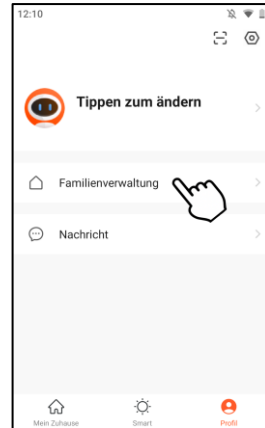 12:10
Tippen zum ändern
Familienverwaltung
Nachricht
Mein Zuhause Smart Profil